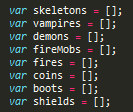 var skeletons = [];
var vampires = [];
var demons = [];
var fireMobs = [];
var fires = [];
var coins = [];
var boots = [];
var shields = [];